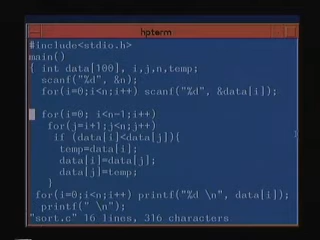 hpterm
#include<stdio.h>
main()
{ int data[100], i,j,n,temp;
scanf("%d", &n);
for(i=0;i<n;i++) scanf("%d", &data[i]);
for(i=0; i<n-1;i++)
for(j=i+1;j<n;j++)
if (data[i]<data[j]){
temp=data[i];
data[i]=data[j];
data[j]=temp;
}
for(i=0;i<n;i++) printf("%d \n", data[i]);
printf(" \n");
"sort.c" 16 lines, 316 characters